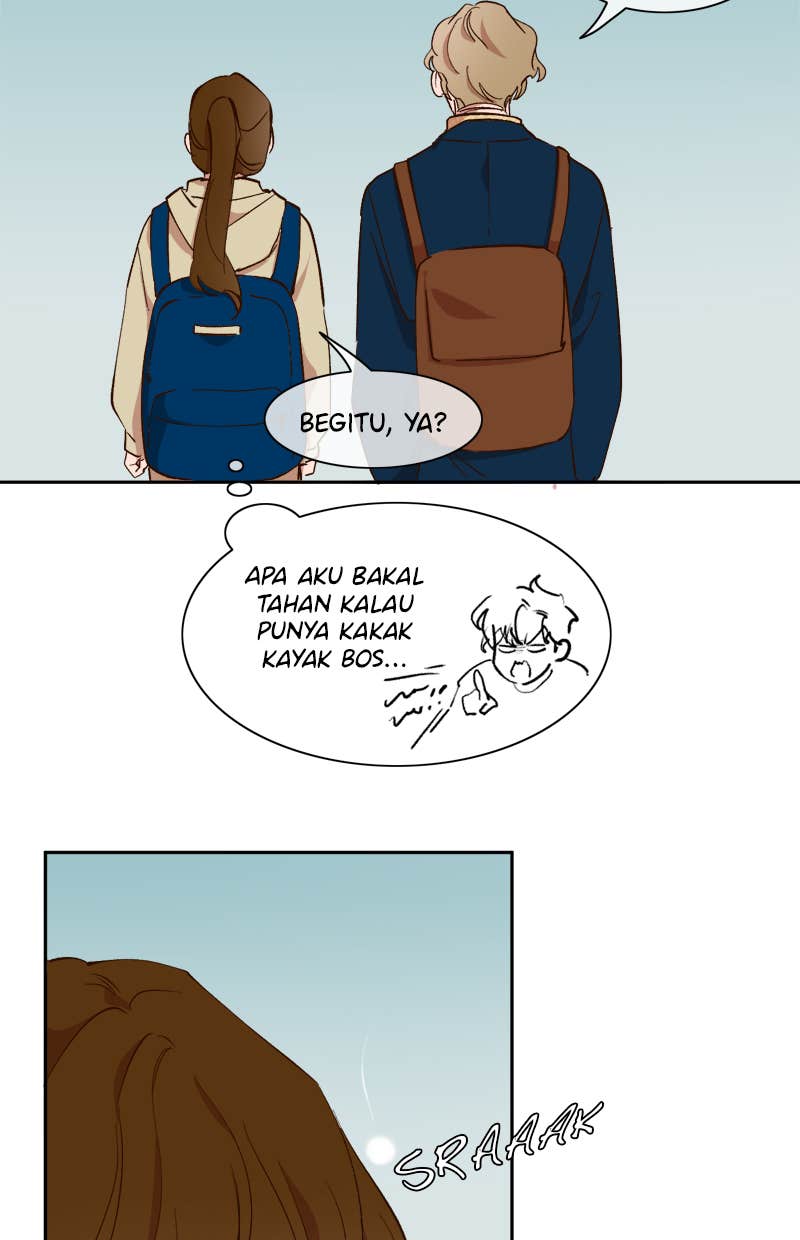 BEGITU, YA?
APA AKU BAKAL
TAHAN KALAU
PUNYA KAKAK
KAYAK BOS...
SRAAAK